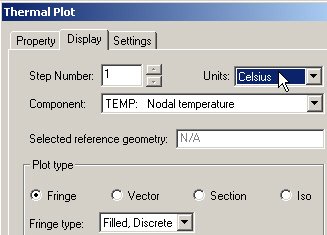 Thermal Plot
Property Display Settings
Step Number: 1 Units: Celsius
Component: TEMP: Nodal temperature
Selected reference geometry: N/A
Plot type
Fringe Vector Section Iso
Fringe type: Filled, Discrete